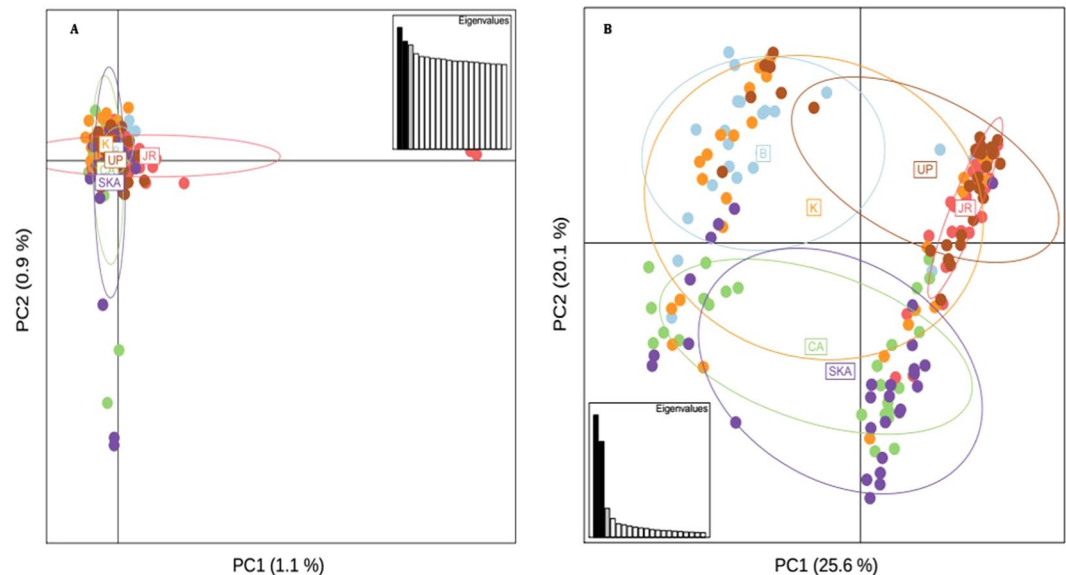 A
Eigenvalues
K
UP
JR
CA
SKA
PC2 (0.9 %)
PC1 (1.1 %)
B
Eigenvalues
B
UP
K
JR
CA
SKA
PC2 (20.1 %)
PC1 (25.6 %)